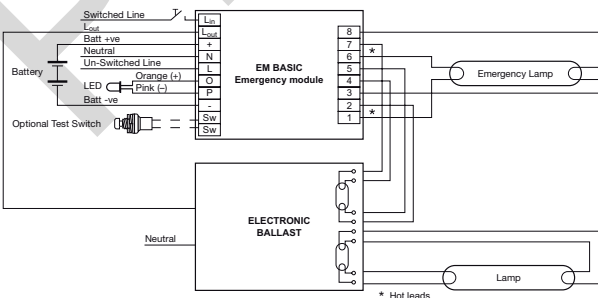 Switched Line
Lout
Batt +ve
Neutral
Un-Switched Line
Battery
LED
Orange (+)
Pink (–)
Batt -ve
Optional Test Switch
Lin
Lout
+
N
L
O
P
-
Sw
Sw
EM BASIC
Emergency module
8
7
6
5
4
3
2
1
*
*
Emergency Lamp
ELECTRONIC
BALLAST
Neutral
Lamp
* Hot leads